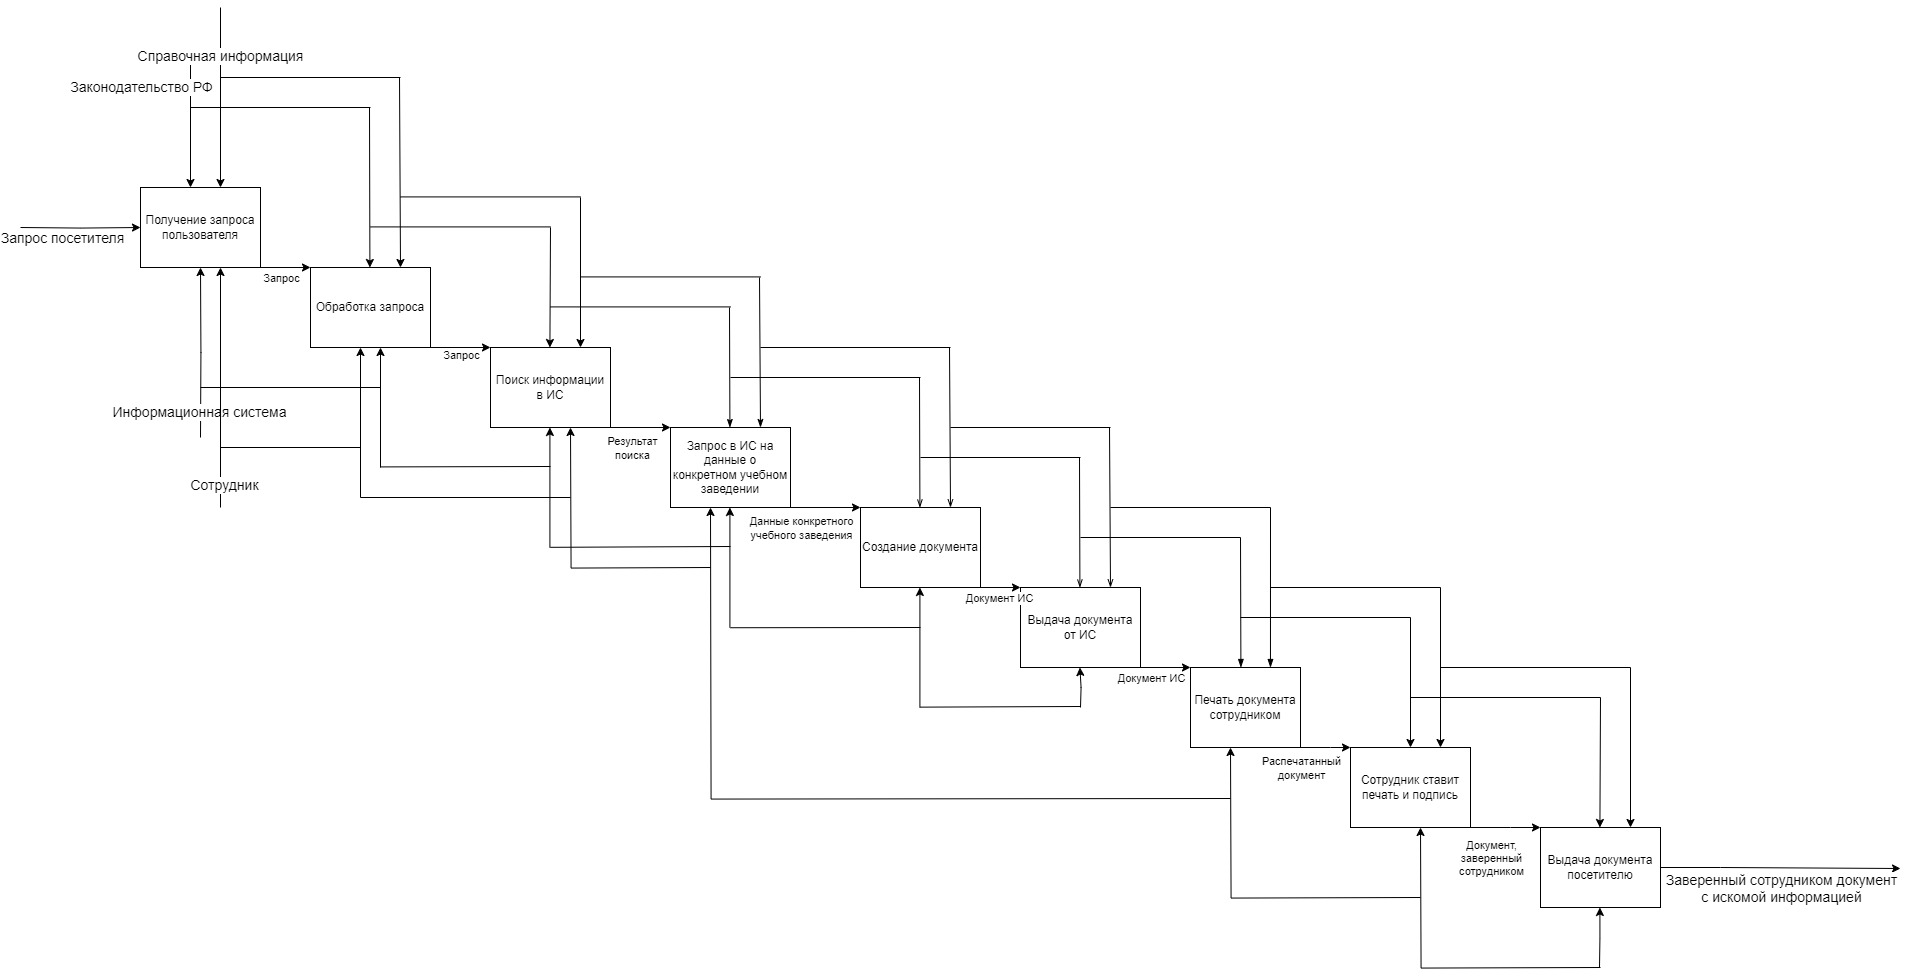 Справочная информация
Законодательство РФ
Получение запроса
пользователя
Запрос посетителя
Запрос
Обработка запроса
Запрос
Поиск информации
в ИС
Информационная система
Результат
поиска
Запрос в ИС на
данные о
конкретном учебном
заведении
Сотрудник
Данные конкретного
учебного заведения
Создание документа
Документ ИС
Выдача документа
от ИС
Документ ИС
Печать документа
сотрудником
Распечатанный
документ
Сотрудник ставит
печать и подпись
Документ,
заверенный
сотрудником
Выдача документа
посетителю
Заверенный сотрудником документ
с искомой информацией